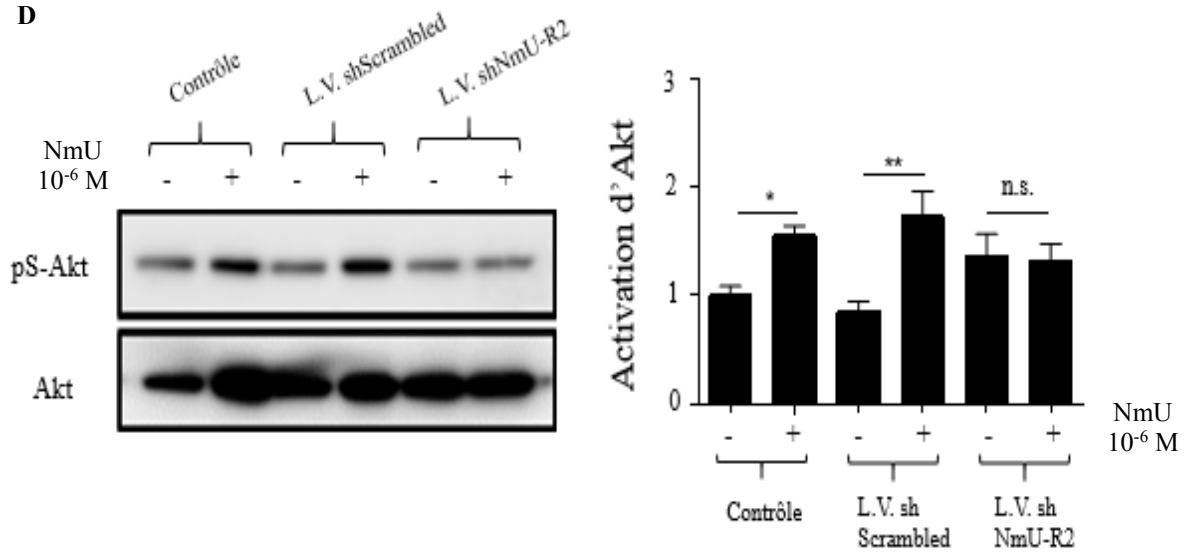 D
Contrôle
L.V. shScrambled
L.V. shNmU-R2
NmU
10⁻⁶ M
- + - + - +
pS-Akt
Akt
Activation d'Akt
3
2
1
0
*
**
n.s.
- + - + - +
NmU
10⁻⁶ M
Contrôle
L.V. sh
Scrambled
L.V. sh
NmU-R2